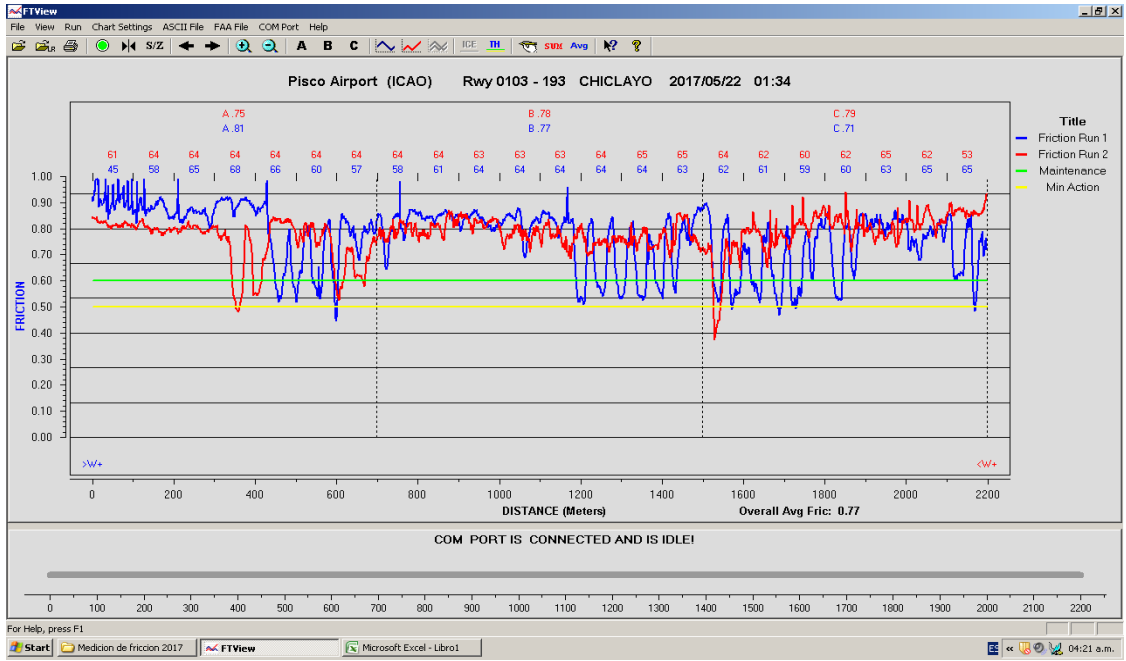 FTView
File View Run Chart Settings ASCII File FAA File COM Port Help
LR S/Z A B C ICE TH SUM Avg ? ?
Pisco Airport (ICAO) Rwy 0103 - 193 CHICLAYO 2017/05/22 01:34
A .75 B .78 C .79
A .81 B .77 C .71
61 64 64 64 64 64 64 64 64 63 63 63 64 65 65 64 62 60 62 65 62 53
45 58 65 68 66 60 57 58 61 64 64 64 64 64 63 62 61 59 60 63 65 65
Title
Friction Run 1
Friction Run 2
Maintenance
Min Action
1.00
0.90
0.80
0.70
0.60
0.50
0.40
0.30
0.20
0.10
0.00
FRICTION
>W+ <W+
0 200 400 600 800 1000 1200 1400 1600 1800 2000 2200
DISTANCE (Meters) Overall Avg Fric: 0.77
COM PORT IS CONNECTED AND IS IDLE!
0 100 200 300 400 500 600 700 800 900 1000 1100 1200 1300 1400 1500 1600 1700 1800 1900 2000 2100 2200
For Help, press F1
Start Medicion de friccion 2017 FTView Microsoft Excel - Libro1 ES « 04:21 a.m.